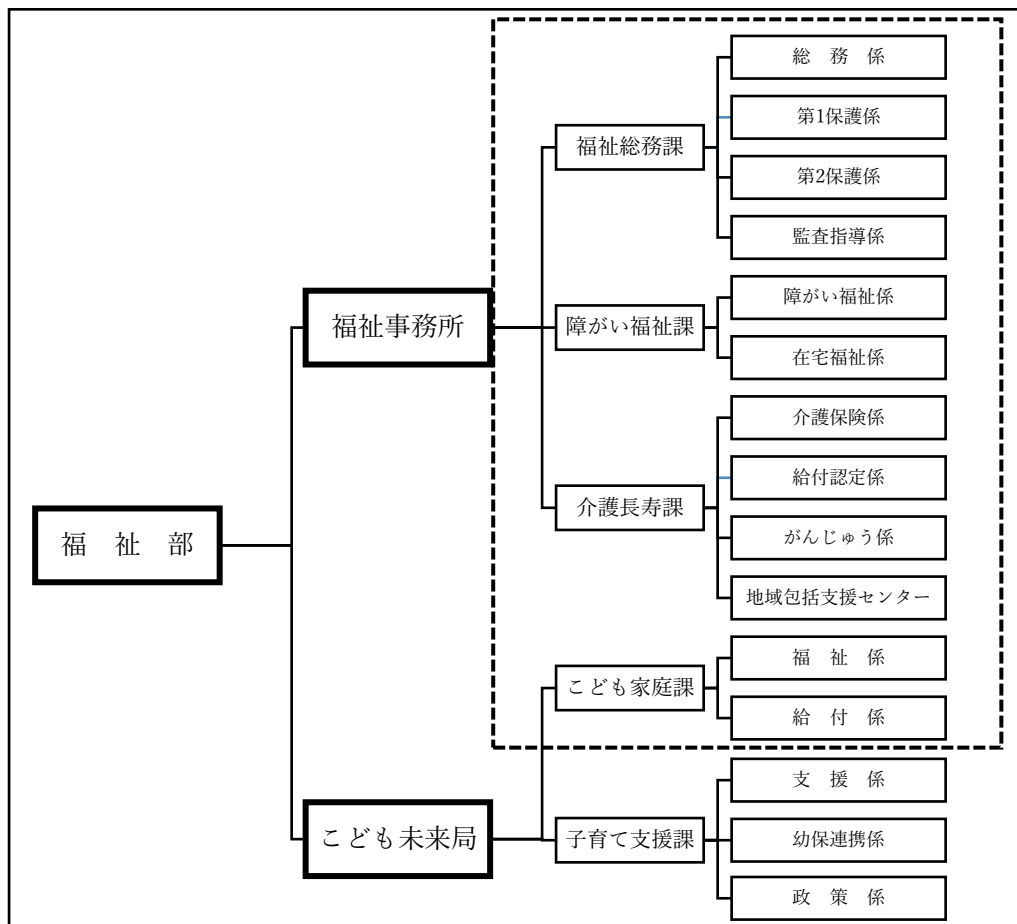 福　祉　部
福祉事務所
福祉総務課
総　務　係
第1保護係
第2保護係
監査指導係
障がい福祉課
障がい福祉係
在宅福祉係
介護長寿課
介護保険係
給付認定係
がんじゅう係
地域包括支援センター
こども未来局
こども家庭課
福　祉　係
給　付　係
子育て支援課
支　援　係
幼保連携係
政　策　係